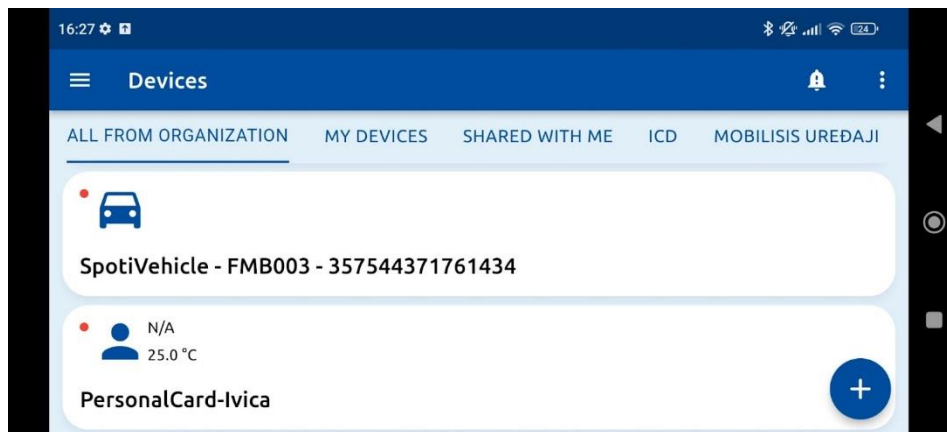 16:27
24
Devices
ALL FROM ORGANIZATION MY DEVICES SHARED WITH ME ICD MOBILISIS UREĐAJI
SpotiVehicle - FMB003 - 357544371761434
N/A
25.0 °C
PersonalCard-Ivica